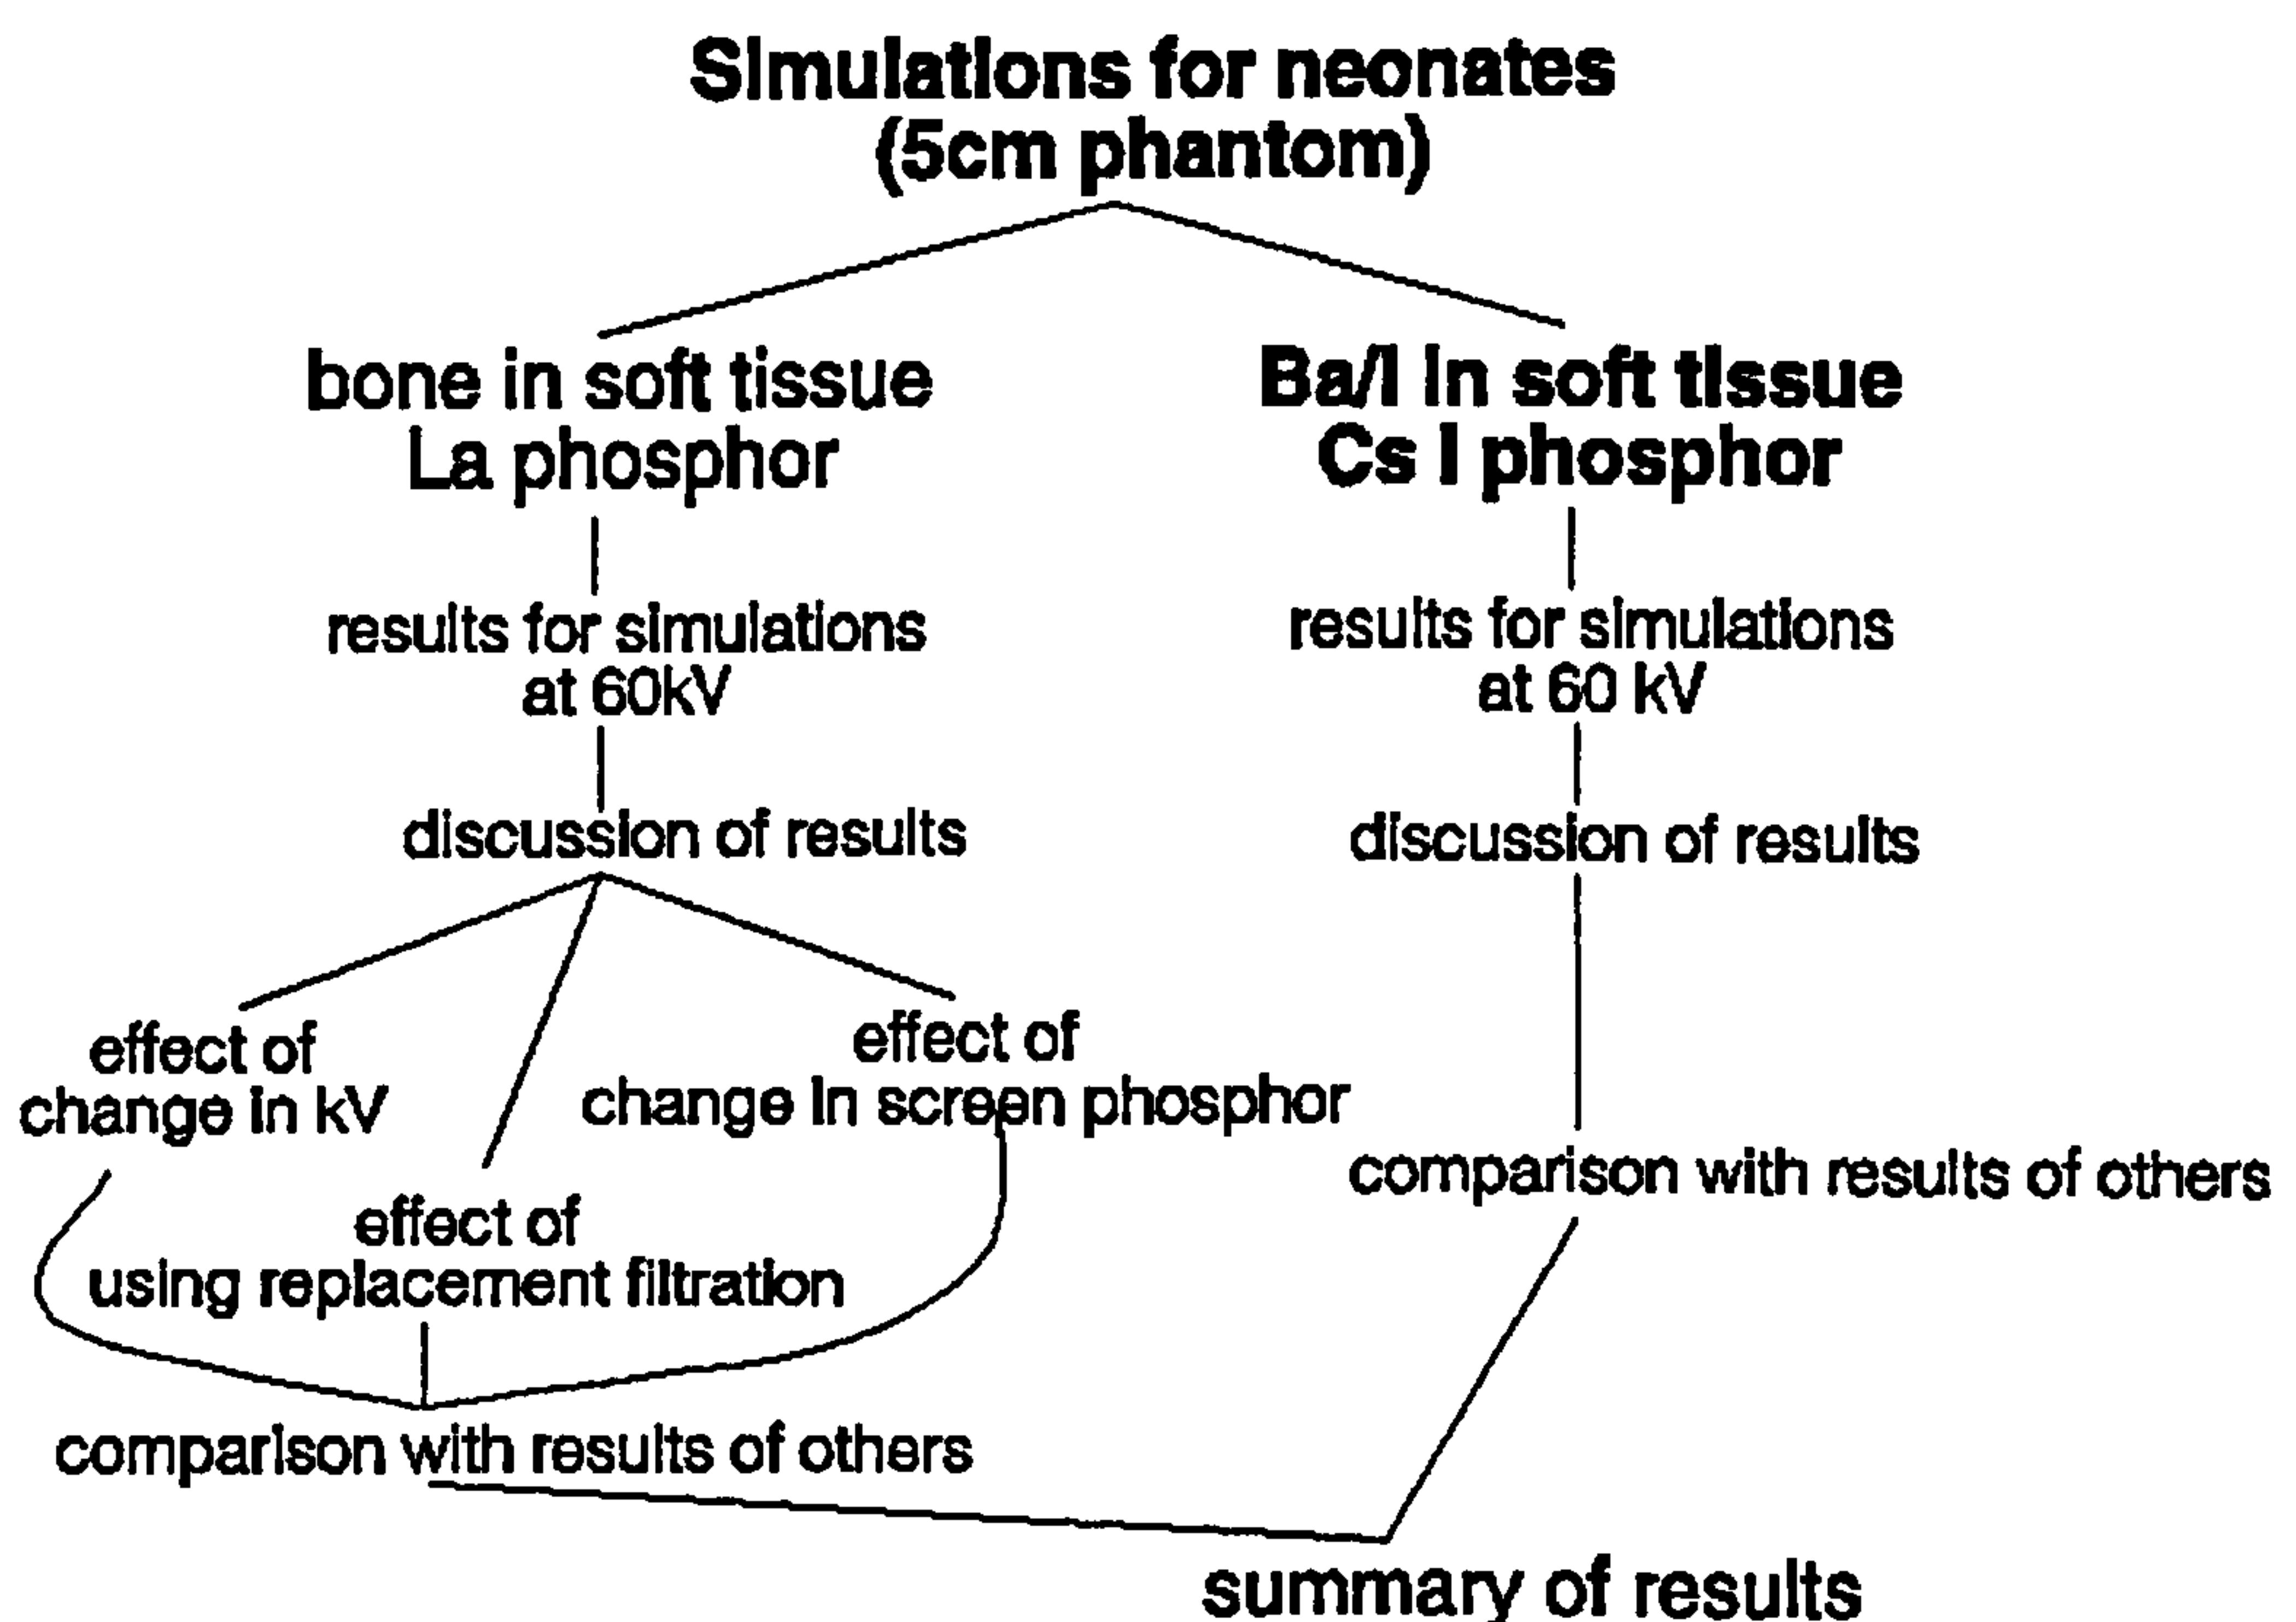 Simulations for neonates
(5cm phantom)
bone in soft tissue
La phosphor
Ba/I in soft tissue
Cs I phosphor
results for simulations
at 60kV
results for simulations
at 60 kV
discussion of results
discussion of results
effect of
change in kV
effect of
change in screen phosphor
effect of
using replacement filtration
comparison with results of others
comparison with results of others
summary of results